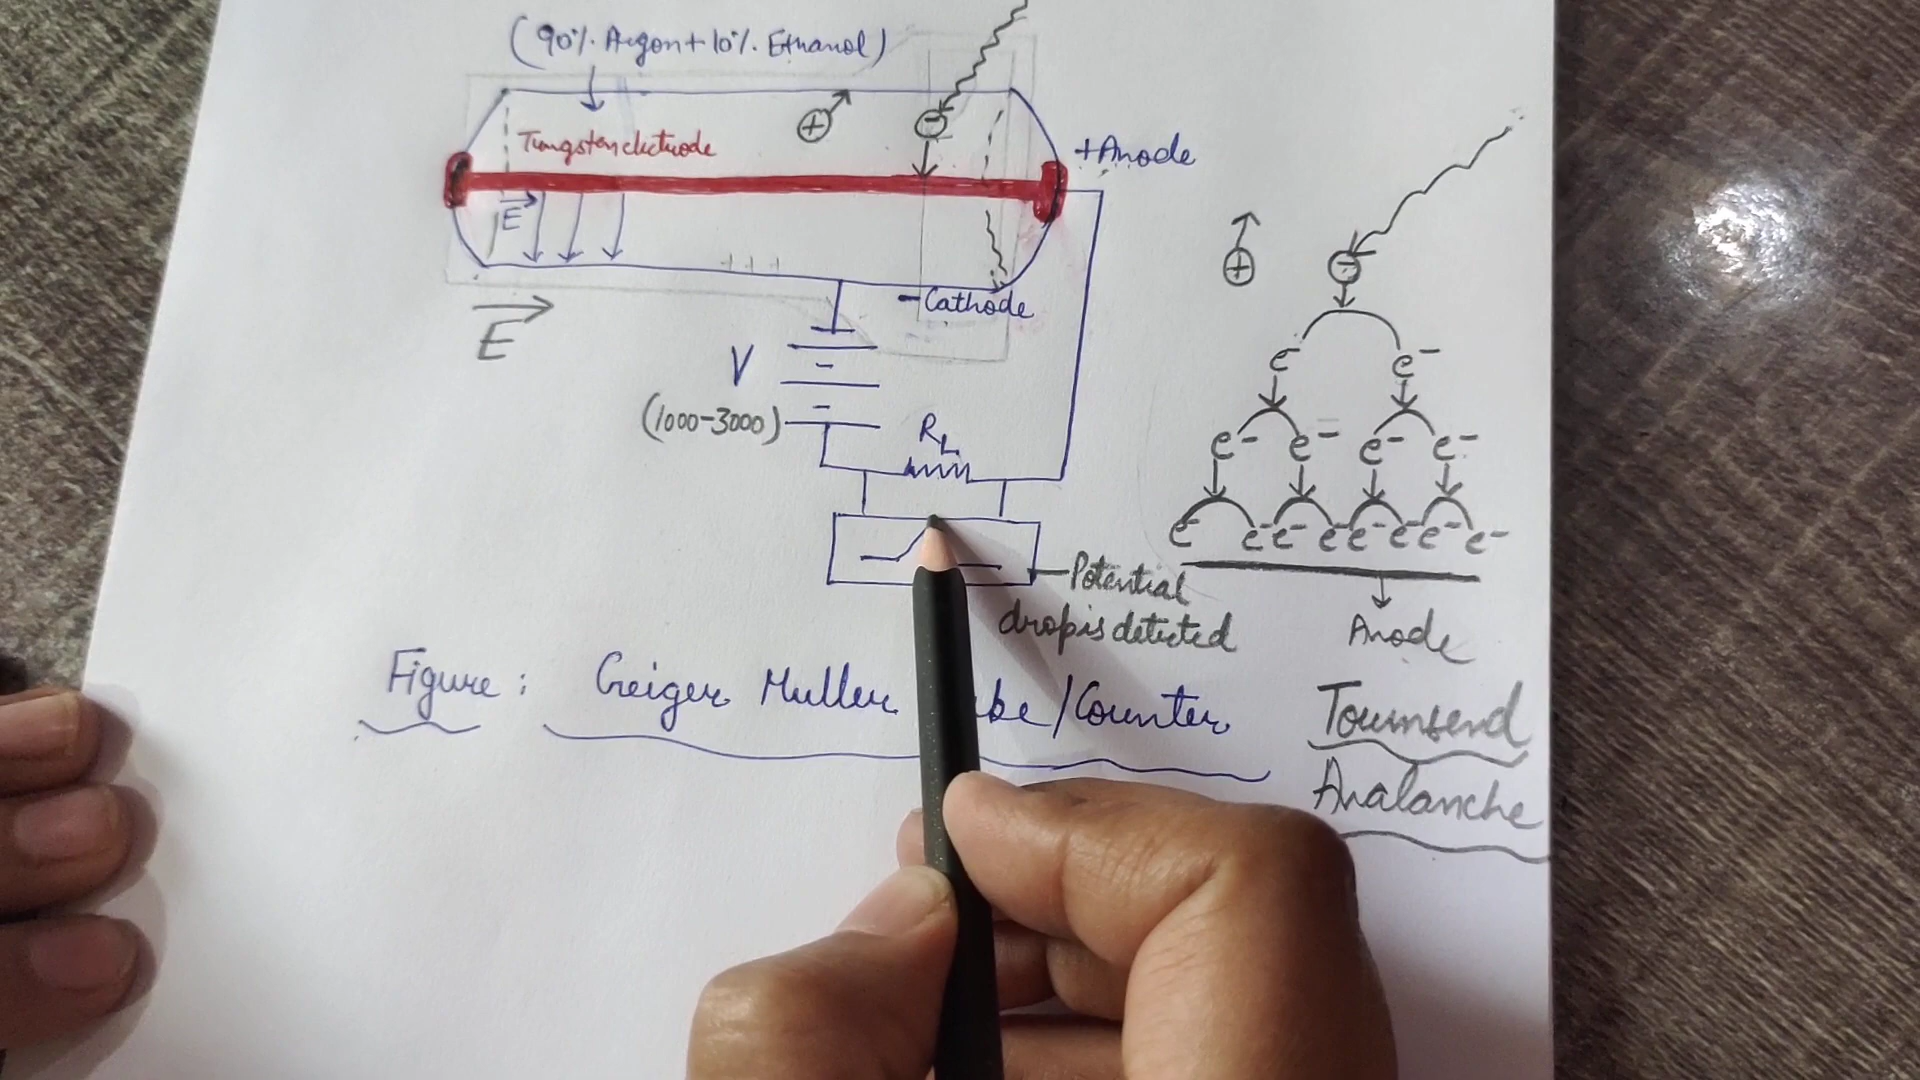 (90% Argon + 10% Ethanol)
Tungsten electrode
+ Anode
E
- Cathode
E
V
(1000-3000)
R_L
Potential
drop is detected
e- e-
e- e- e- e-
e- e- e- e- e- e- e- e-
Anode
Figure : Geiger Muller /Counter
Townsend
Avalanche